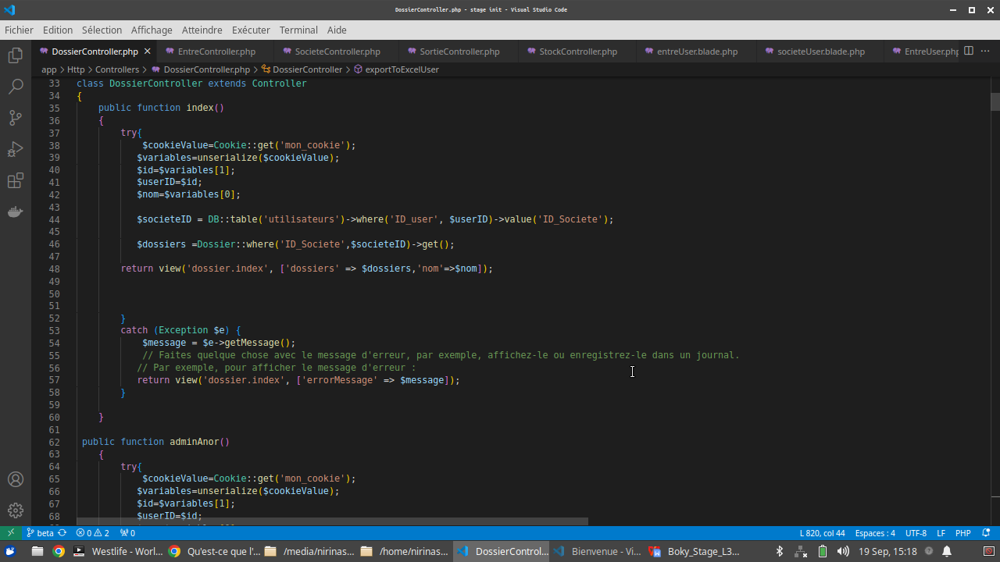 DossierController.php - stage init - Visual Studio Code
Fichier Edition Sélection Affichage Atteindre Exécuter Terminal Aide
DossierController.php EntreController.php SocieteController.php SortieController.php StockController.php entreUser.blade.php societeUser.blade.php EntreUser.php
app > Http > Controllers > DossierController.php > DossierController > exportToExcelUser
33 class DossierController extends Controller
34 {
35 public function index()
36 {
37 try{
38 $cookieValue=Cookie::get('mon_cookie');
39 $variables=unserialize($cookieValue);
40 $id=$variables[1];
41 $userID=$id;
42 $nom=$variables[0];
43
44 $societeID = DB::table('utilisateurs')->where('ID_user', $userID)->value('ID_Societe');
45
46 $dossiers =Dossier::where('ID_Societe',$societeID)->get();
47
48 return view('dossier.index', ['dossiers' => $dossiers,'nom'=>$nom]);
49
50
51
52 }
53 catch (Exception $e) {
54 $message = $e->getMessage();
55 // Faites quelque chose avec le message d'erreur, par exemple, affichez-le ou enregistrez-le dans un journal.
56 // Par exemple, pour afficher le message d'erreur :
57 return view('dossier.index', ['errorMessage' => $message]);
58 }
59
60 }
61
62 public function adminAnor()
63 {
64 try{
65 $cookieValue=Cookie::get('mon_cookie');
66 $variables=unserialize($cookieValue);
67 $id=$variables[1];
68 $userID=$id;
beta 0 2 0 L 820, col 44 Espaces : 4 UTF-8 LF PHP
Westlife - Worl... Qu'est-ce que l'... /media/nirinas... /home/nirinas... DossierControl... Bienvenue - Vi... Boky_Stage_L3... 19 Sep, 15:18